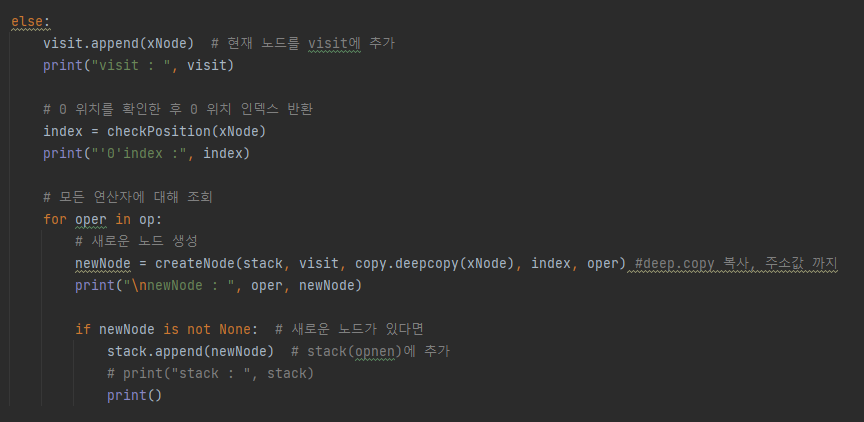 else:
visit.append(xNode)  # 현재 노드를 visit에 추가
print("visit : ", visit)
# 0 위치를 확인한 후 0 위치 인덱스 반환
index = checkPosition(xNode)
print("'0'index :", index)
# 모든 연산자에 대해 조회
for oper in op:
# 새로운 노드 생성
newNode = createNode(stack, visit, copy.deepcopy(xNode), index, oper) #deep.copy 복사, 주소값 까지
print("\nnewNode : ", oper, newNode)
if newNode is not None:  # 새로운 노드가 있다면
stack.append(newNode)  # stack(opnen)에 추가
# print("stack : ", stack)
print()